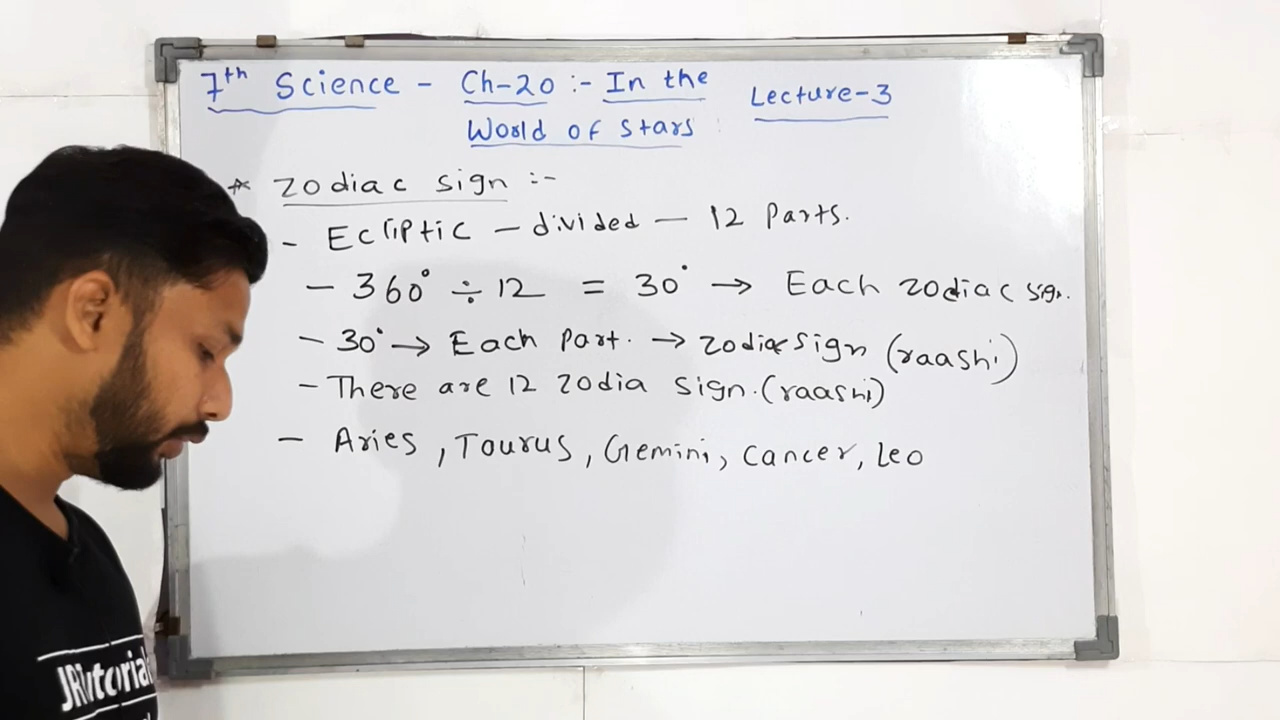 7th Science - Ch-20 :- In the
World of Stars
Lecture-3
* Zodiac sign :-
- Ecliptic - divided - 12 Parts.
- 360° ÷ 12 = 30° → Each zodiac sign.
- 30° → Each Part. → zodiac sign (raashi)
- There are 12 zodia sign. (raashi)
- Aries, Taurus, Gemini, Cancer, Leo
JR Tutorial